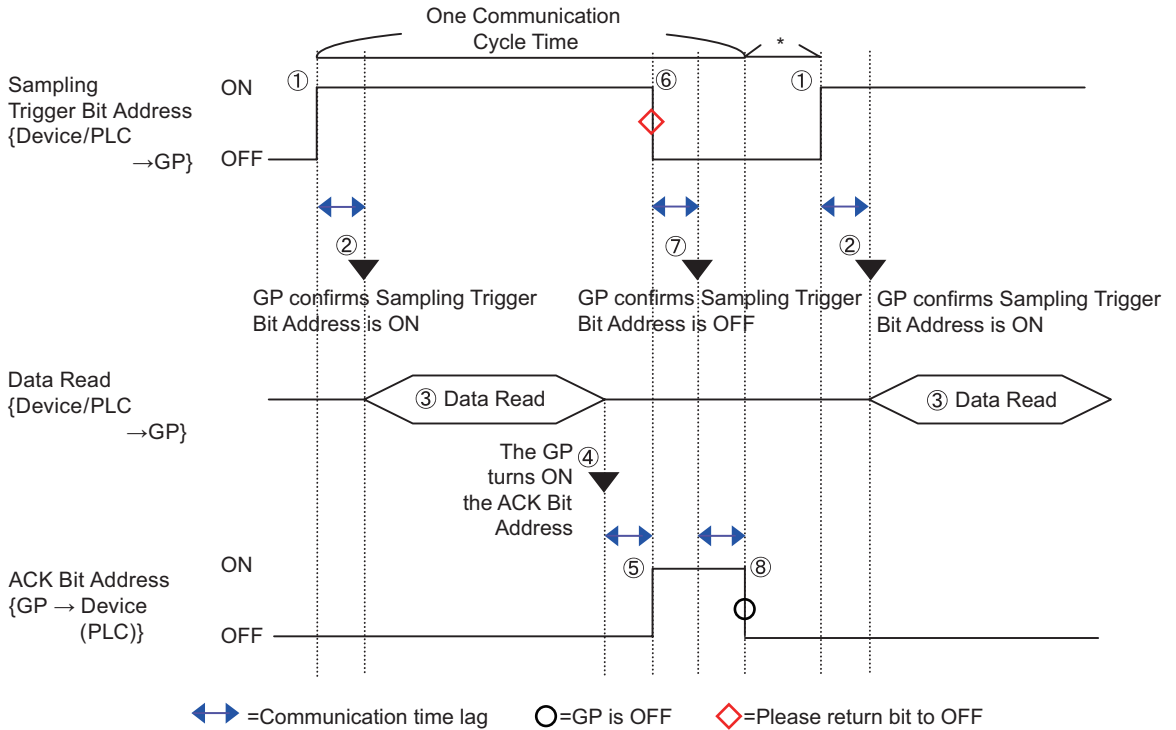 One Communication
Cycle Time
*
Sampling
Trigger Bit Address
{Device/PLC
→GP}
ON
OFF
①
⑥
①
②
⑦
②
GP confirms Sampling Trigger
Bit Address is ON
GP confirms Sampling Trigger
Bit Address is OFF
GP confirms Sampling Trigger
Bit Address is ON
Data Read
{Device/PLC
→GP}
③ Data Read
③ Data Read
The GP
turns ON
the ACK Bit
Address
④
ACK Bit Address
{GP → Device
(PLC)}
ON
OFF
⑤
⑧
=Communication time lag
=GP is OFF
=Please return bit to OFF